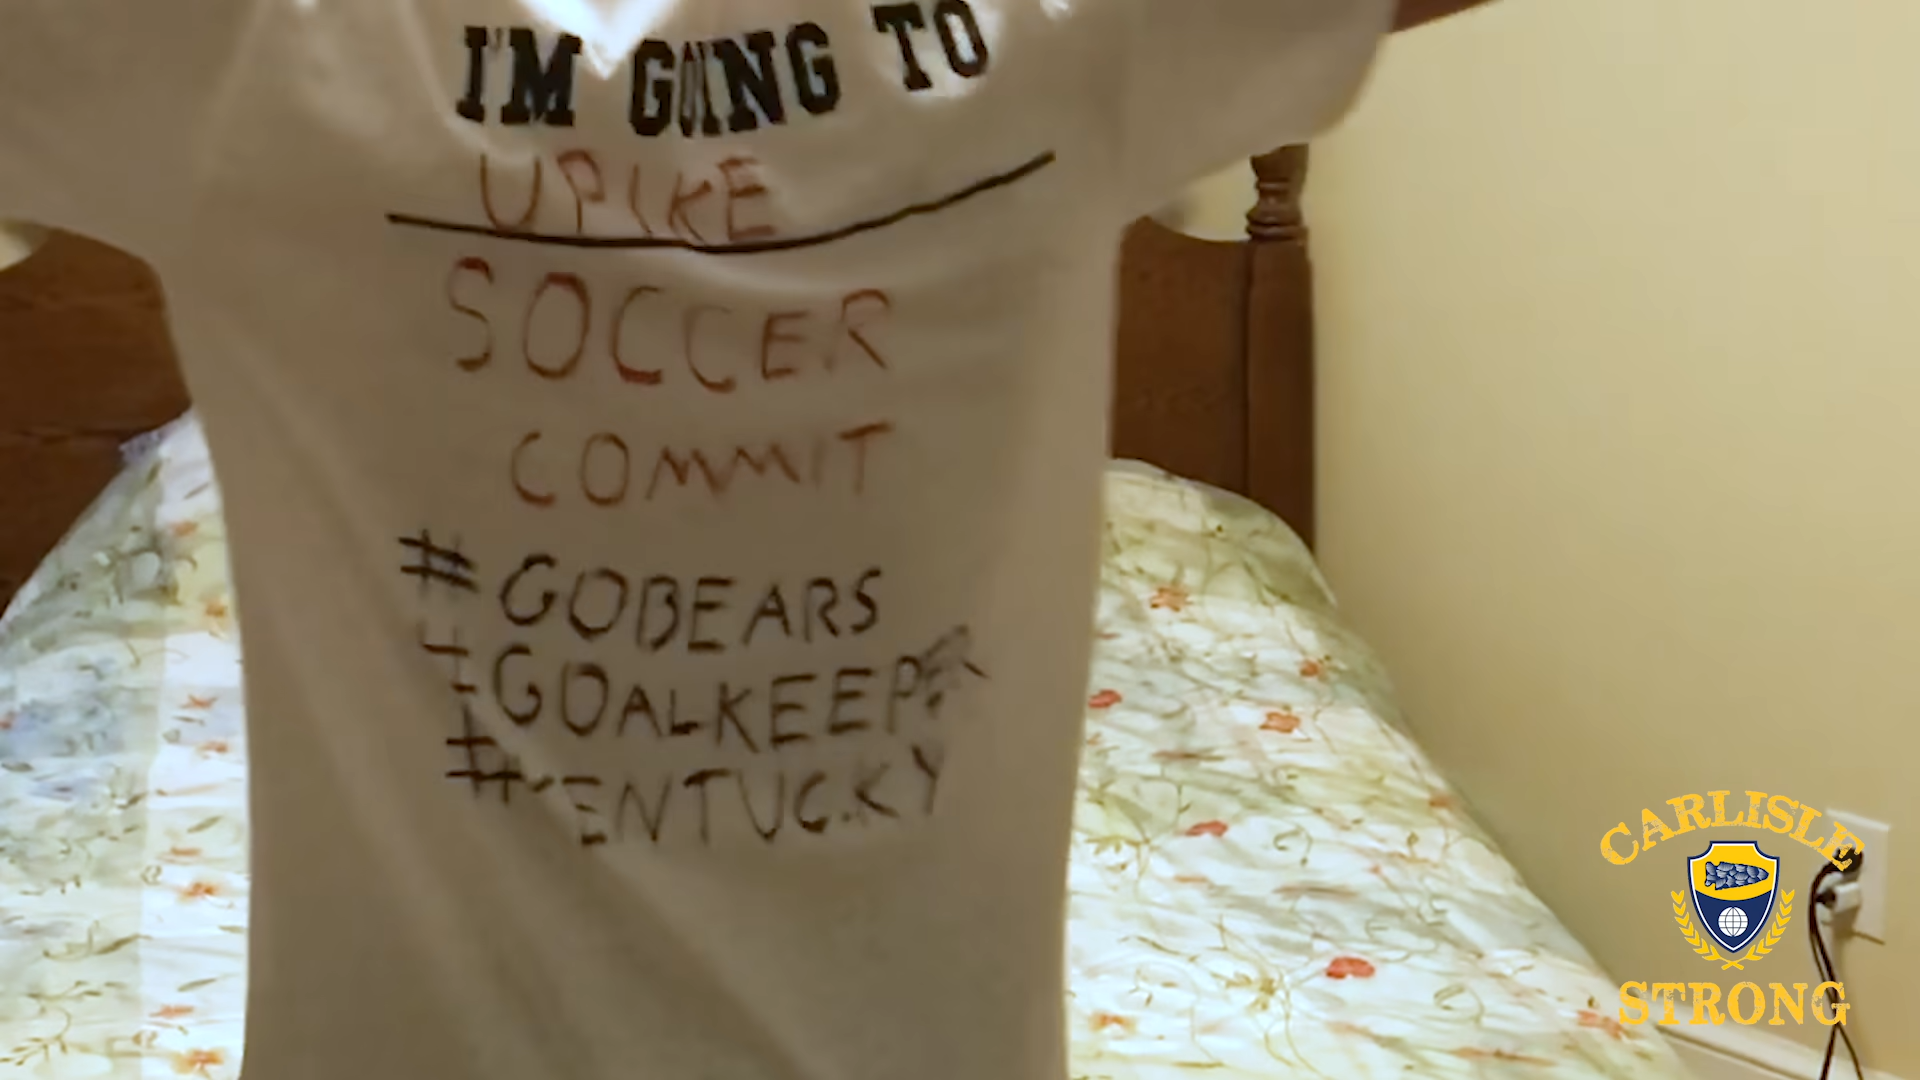 I'M GOING TO
UPIKE
SOCCER
COMMIT
#GOBEARS
#GOALKEEPER
#KENTUCKY
CARLISLE
STRONG